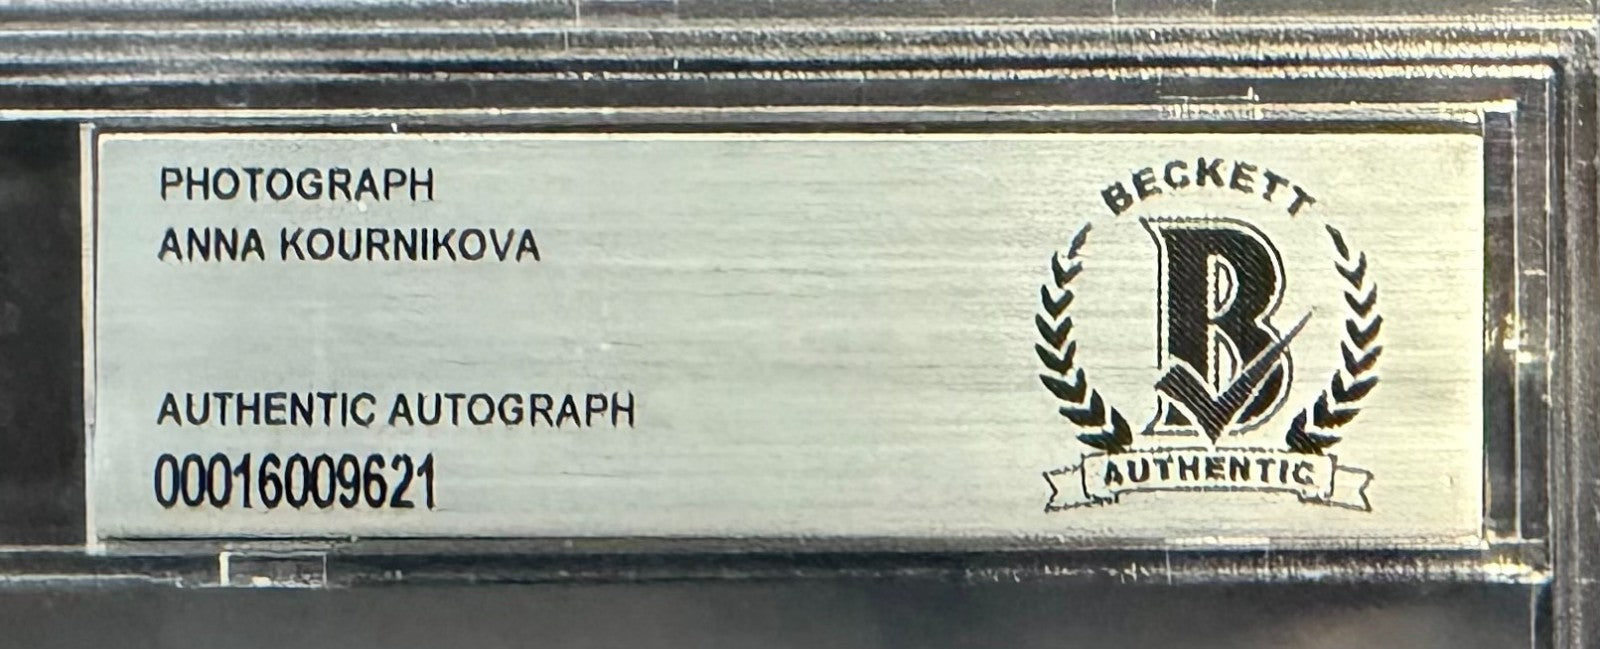 PHOTOGRAPH
ANNA KOURNIKOVA
AUTHENTIC AUTOGRAPH
00016009621
BECKETT
B
AUTHENTIC